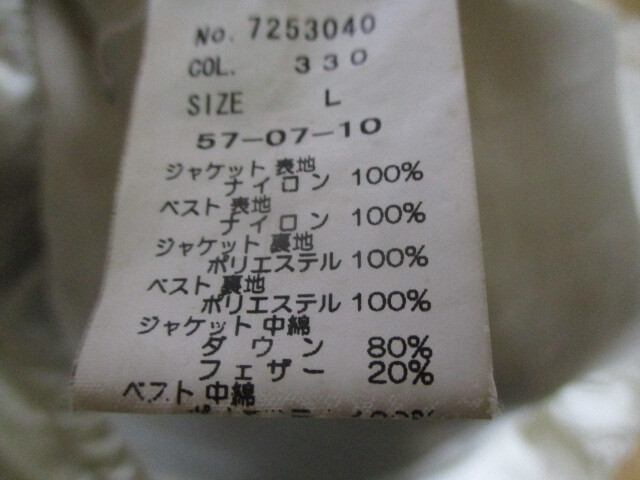 No. 7253040
COL. 330
SIZE L
57-07-10
ジャケット 表地
ナイロン 100%
ベスト 表地
ナイロン 100%
ジャケット 裏地
ポリエステル 100%
ベスト 裏地
ポリエステル 100%
ジャケット 中綿
ダウン 80%
フェザー 20%
ベスト 中綿